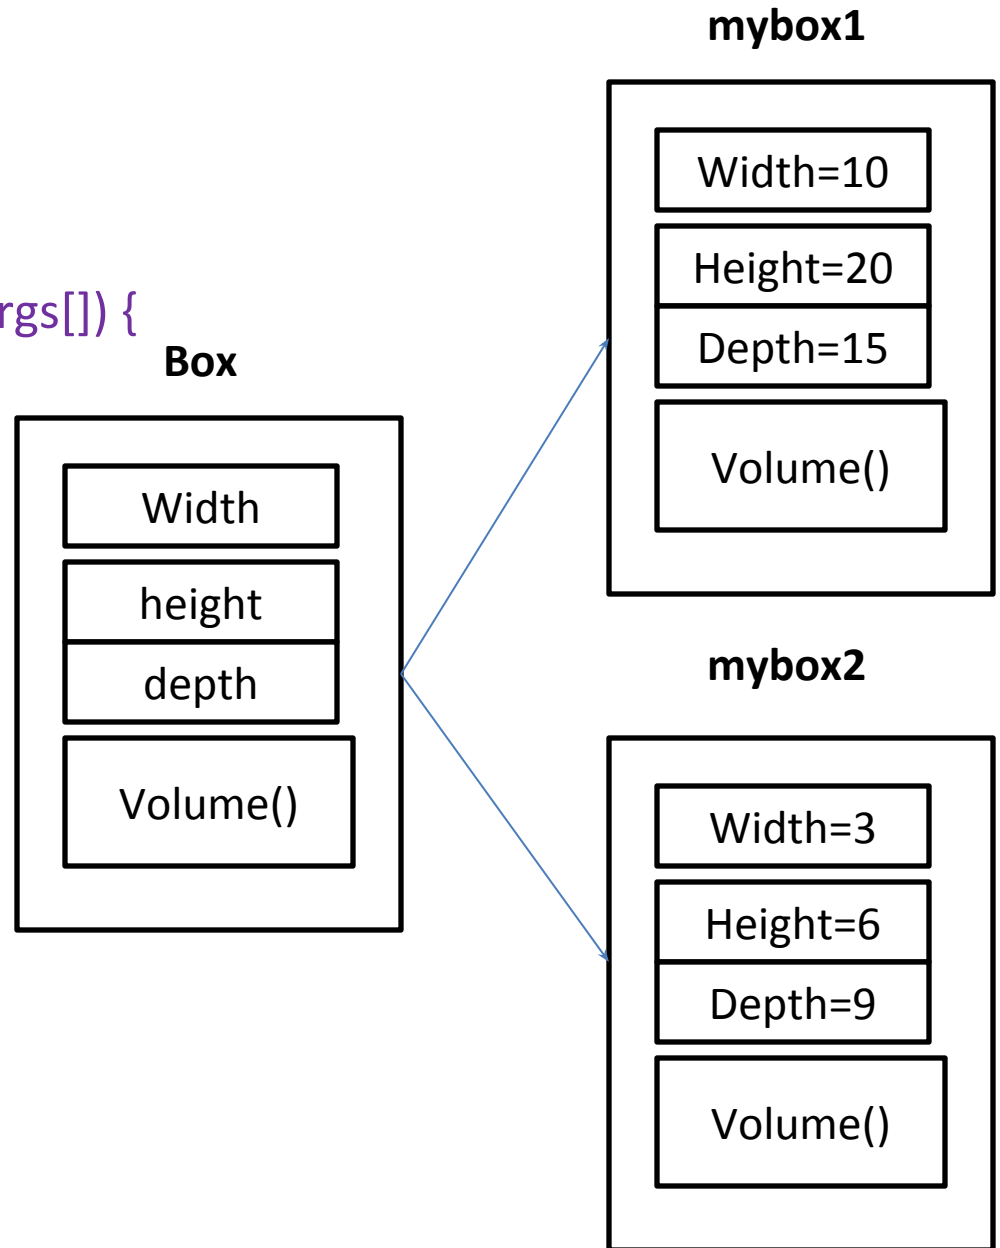 rgs[]) {
Box
Width
height
depth
Volume()
mybox1
Width=10
Height=20
Depth=15
Volume()
mybox2
Width=3
Height=6
Depth=9
Volume()